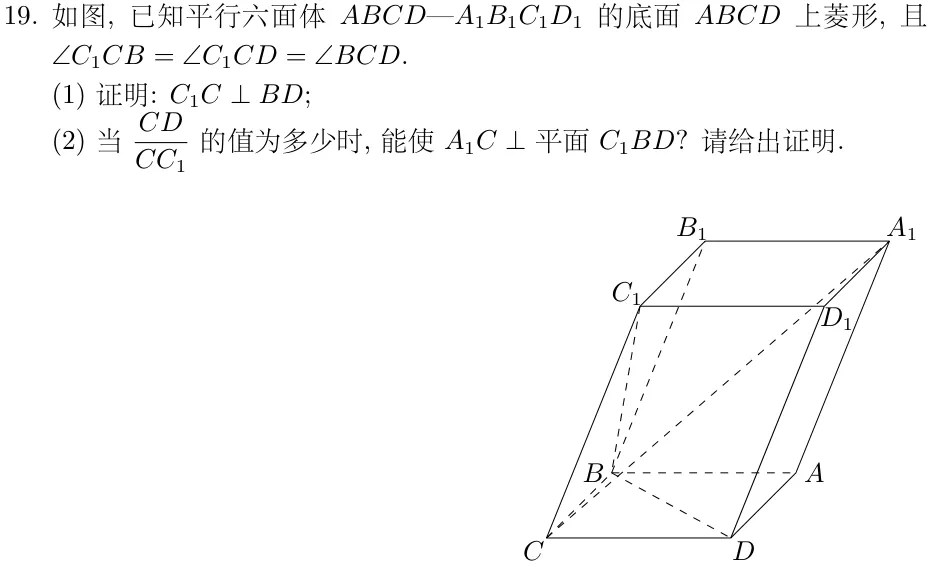 19. 如图, 已知平行六面体 ABCD—A₁B₁C₁D₁ 的底面 ABCD 上菱形, 且
∠C₁CB = ∠C₁CD = ∠BCD.
(1) 证明: C₁C ⊥ BD;
(2) 当 CD/CC₁ 的值为多少时, 能使 A₁C ⊥ 平面 C₁BD? 请给出证明.
B₁
A₁
C₁
D₁
B
A
C
D